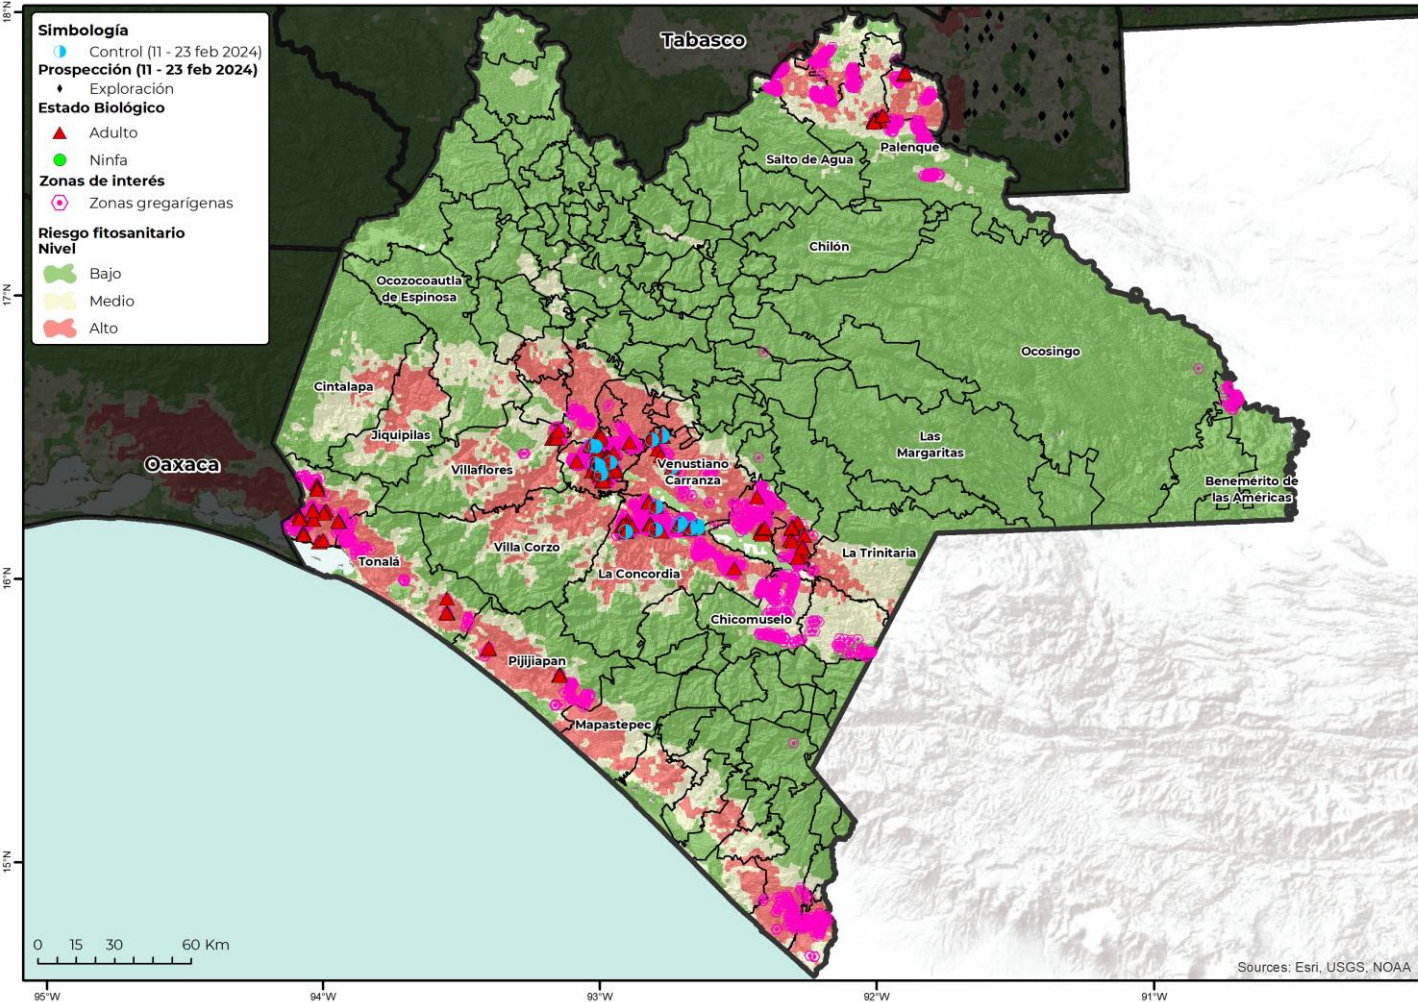 Simbología
Control (11 - 23 feb 2024)
Prospección (11 - 23 feb 2024)
Exploración
Estado Biológico
Adulto
Ninfa
Zonas de interés
Zonas gregarígenas
Riesgo fitosanitario
Nivel
Bajo
Medio
Alto
18°N
17°N
16°N
15°N
Tabasco
Salto de Agua
Palenque
Chilón
Ocozocoautla
de Espinosa
Ocosingo
Cintalapa
Jiquipilas
Las
Margaritas
Oaxaca
Villaflores
Venustiano
Carranza
Benemérito de
las Américas
Villa Corzo
La Trinitaria
Tonalá
La Concordia
Chicomuselo
Pijijiapan
Mapastepec
0 15 30 60 Km
Sources: Esri, USGS, NOAA
95°W 94°W 93°W 92°W 91°W